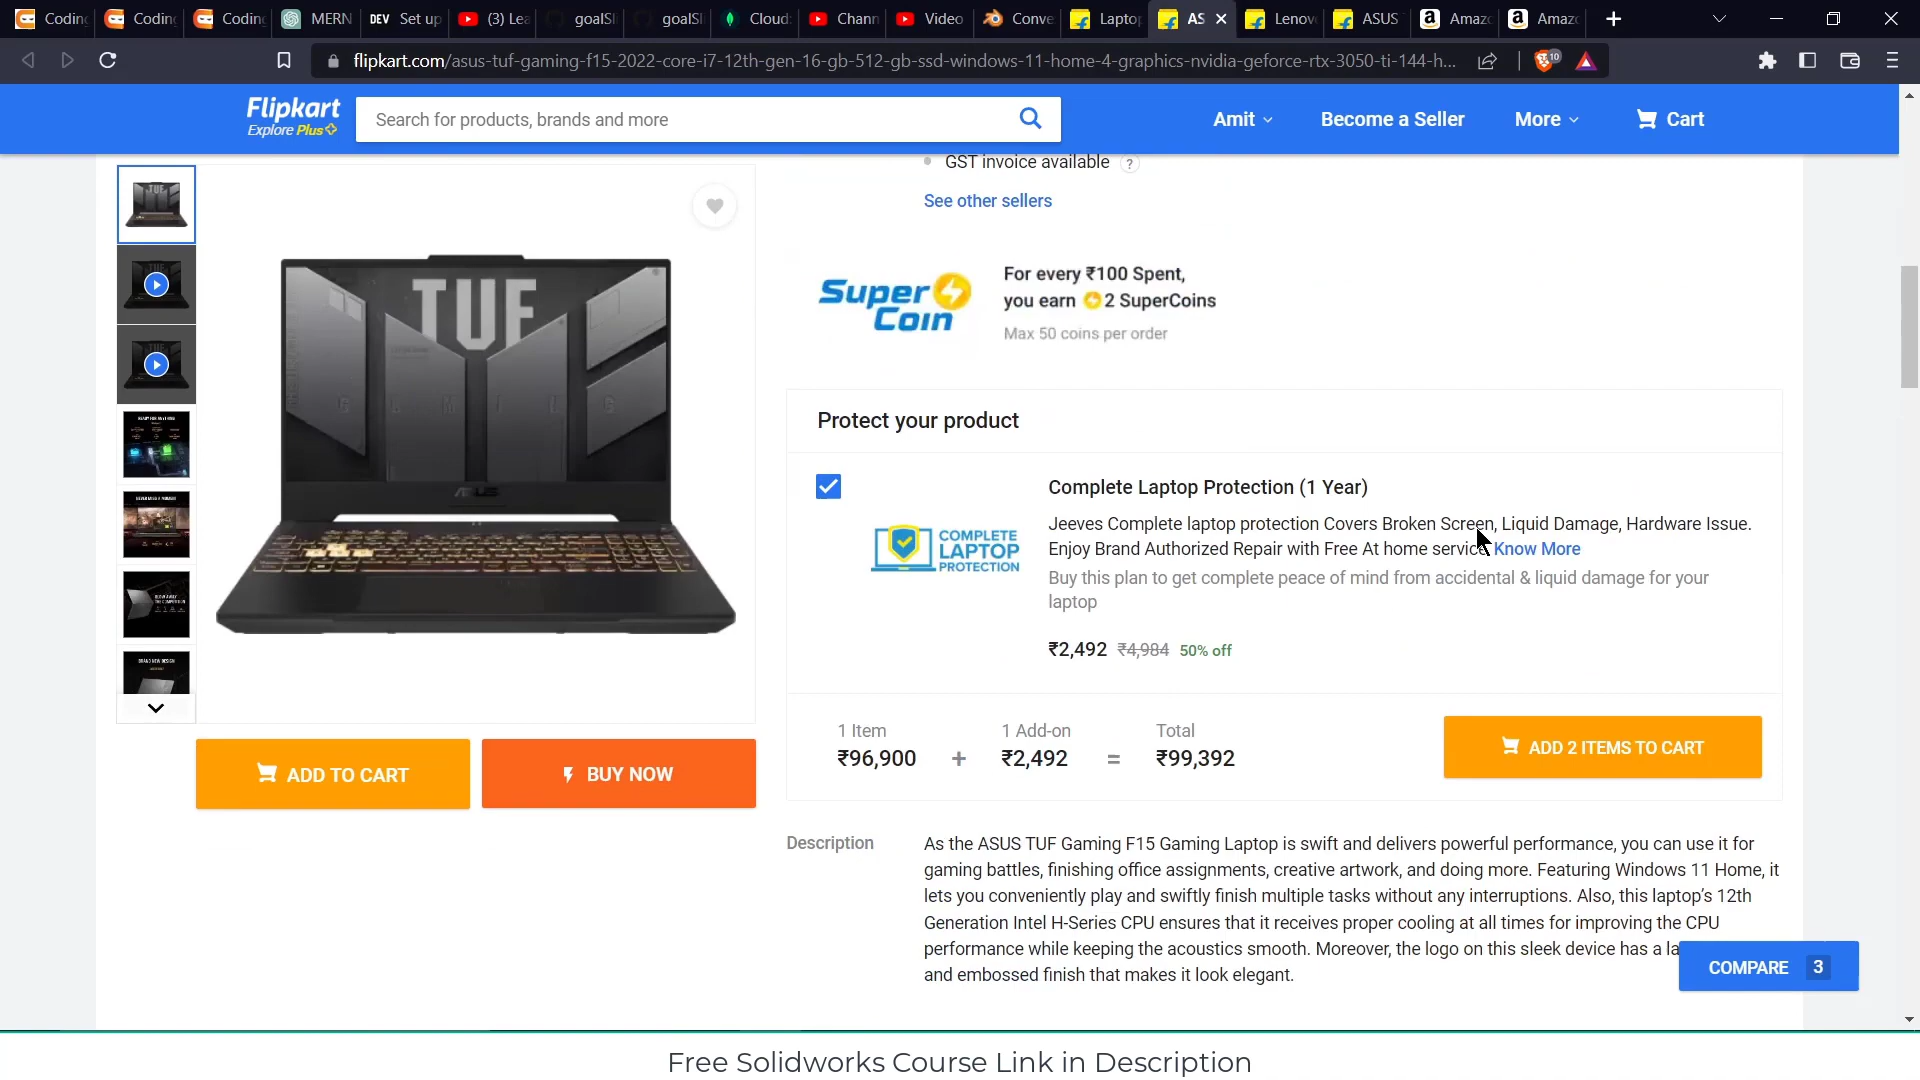 Coding
Coding
Coding
MERN
DEV Set up
(3) Lea
goalSl
goalSl
Cloud:
Chann
Video
Conve
Laptop
AS
Lenov
ASUS
Amazo
Amazo
flipkart.com/asus-tuf-gaming-f15-2022-core-i7-12th-gen-16-gb-512-gb-ssd-windows-11-home-4-graphics-nvidia-geforce-rtx-3050-ti-144-h...
10
Flipkart
Explore Plus
Search for products, brands and more
Amit
Become a Seller
More
Cart
GST invoice available ?
See other sellers
Super Coin
For every ₹100 Spent,
you earn 2 SuperCoins
Max 50 coins per order
TUF
GAMING
ASUS
Protect your product
Complete Laptop Protection (1 Year)
COMPLETE
LAPTOP
PROTECTION
Jeeves Complete laptop protection Covers Broken Screen, Liquid Damage, Hardware Issue.
Enjoy Brand Authorized Repair with Free At home service Know More
Buy this plan to get complete peace of mind from accidental & liquid damage for your
laptop
₹2,492 ₹4,984 50% off
1 Item
₹96,900
+
1 Add-on
₹2,492
=
Total
₹99,392
ADD 2 ITEMS TO CART
ADD TO CART
BUY NOW
Description
As the ASUS TUF Gaming F15 Gaming Laptop is swift and delivers powerful performance, you can use it for
gaming battles, finishing office assignments, creative artwork, and doing more. Featuring Windows 11 Home, it
lets you conveniently play and swiftly finish multiple tasks without any interruptions. Also, this laptop's 12th
Generation Intel H-Series CPU ensures that it receives proper cooling at all times for improving the CPU
performance while keeping the acoustics smooth. Moreover, the logo on this sleek device has a la
and embossed finish that makes it look elegant.
COMPARE 3
Free Solidworks Course Link in Description